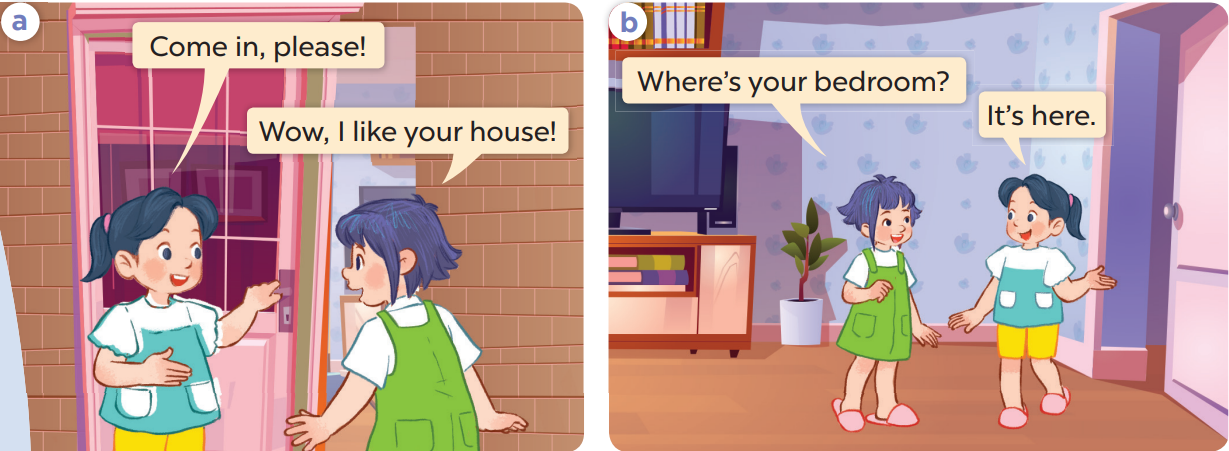 a
Come in, please!
Wow, I like your house!
b
Where's your bedroom?
It's here.